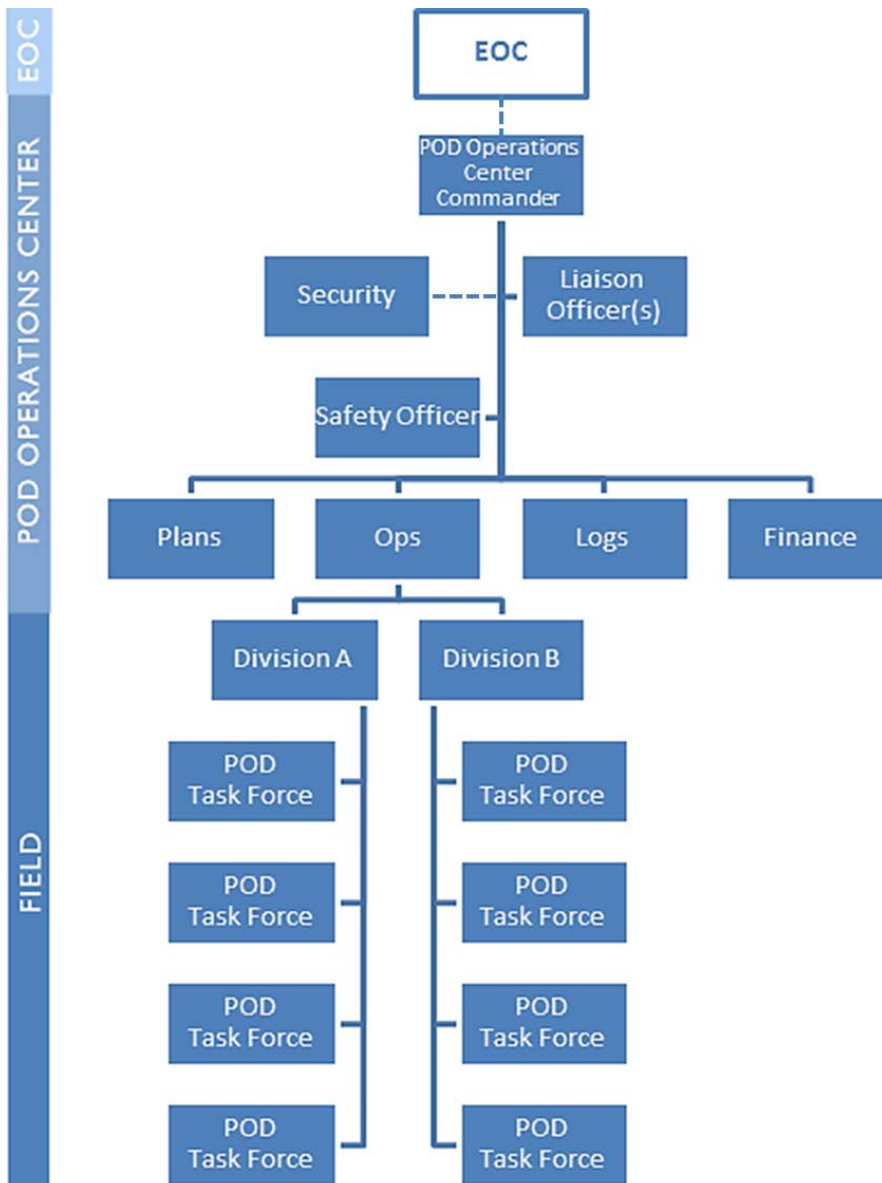 EOC
POD OPERATIONS CENTER
FIELD
EOC
POD Operations
Center
Commander
Security
Liaison
Officer(s)
Safety Officer
Plans
Ops
Logs
Finance
Division A
Division B
POD
Task Force
POD
Task Force
POD
Task Force
POD
Task Force
POD
Task Force
POD
Task Force
POD
Task Force
POD
Task Force